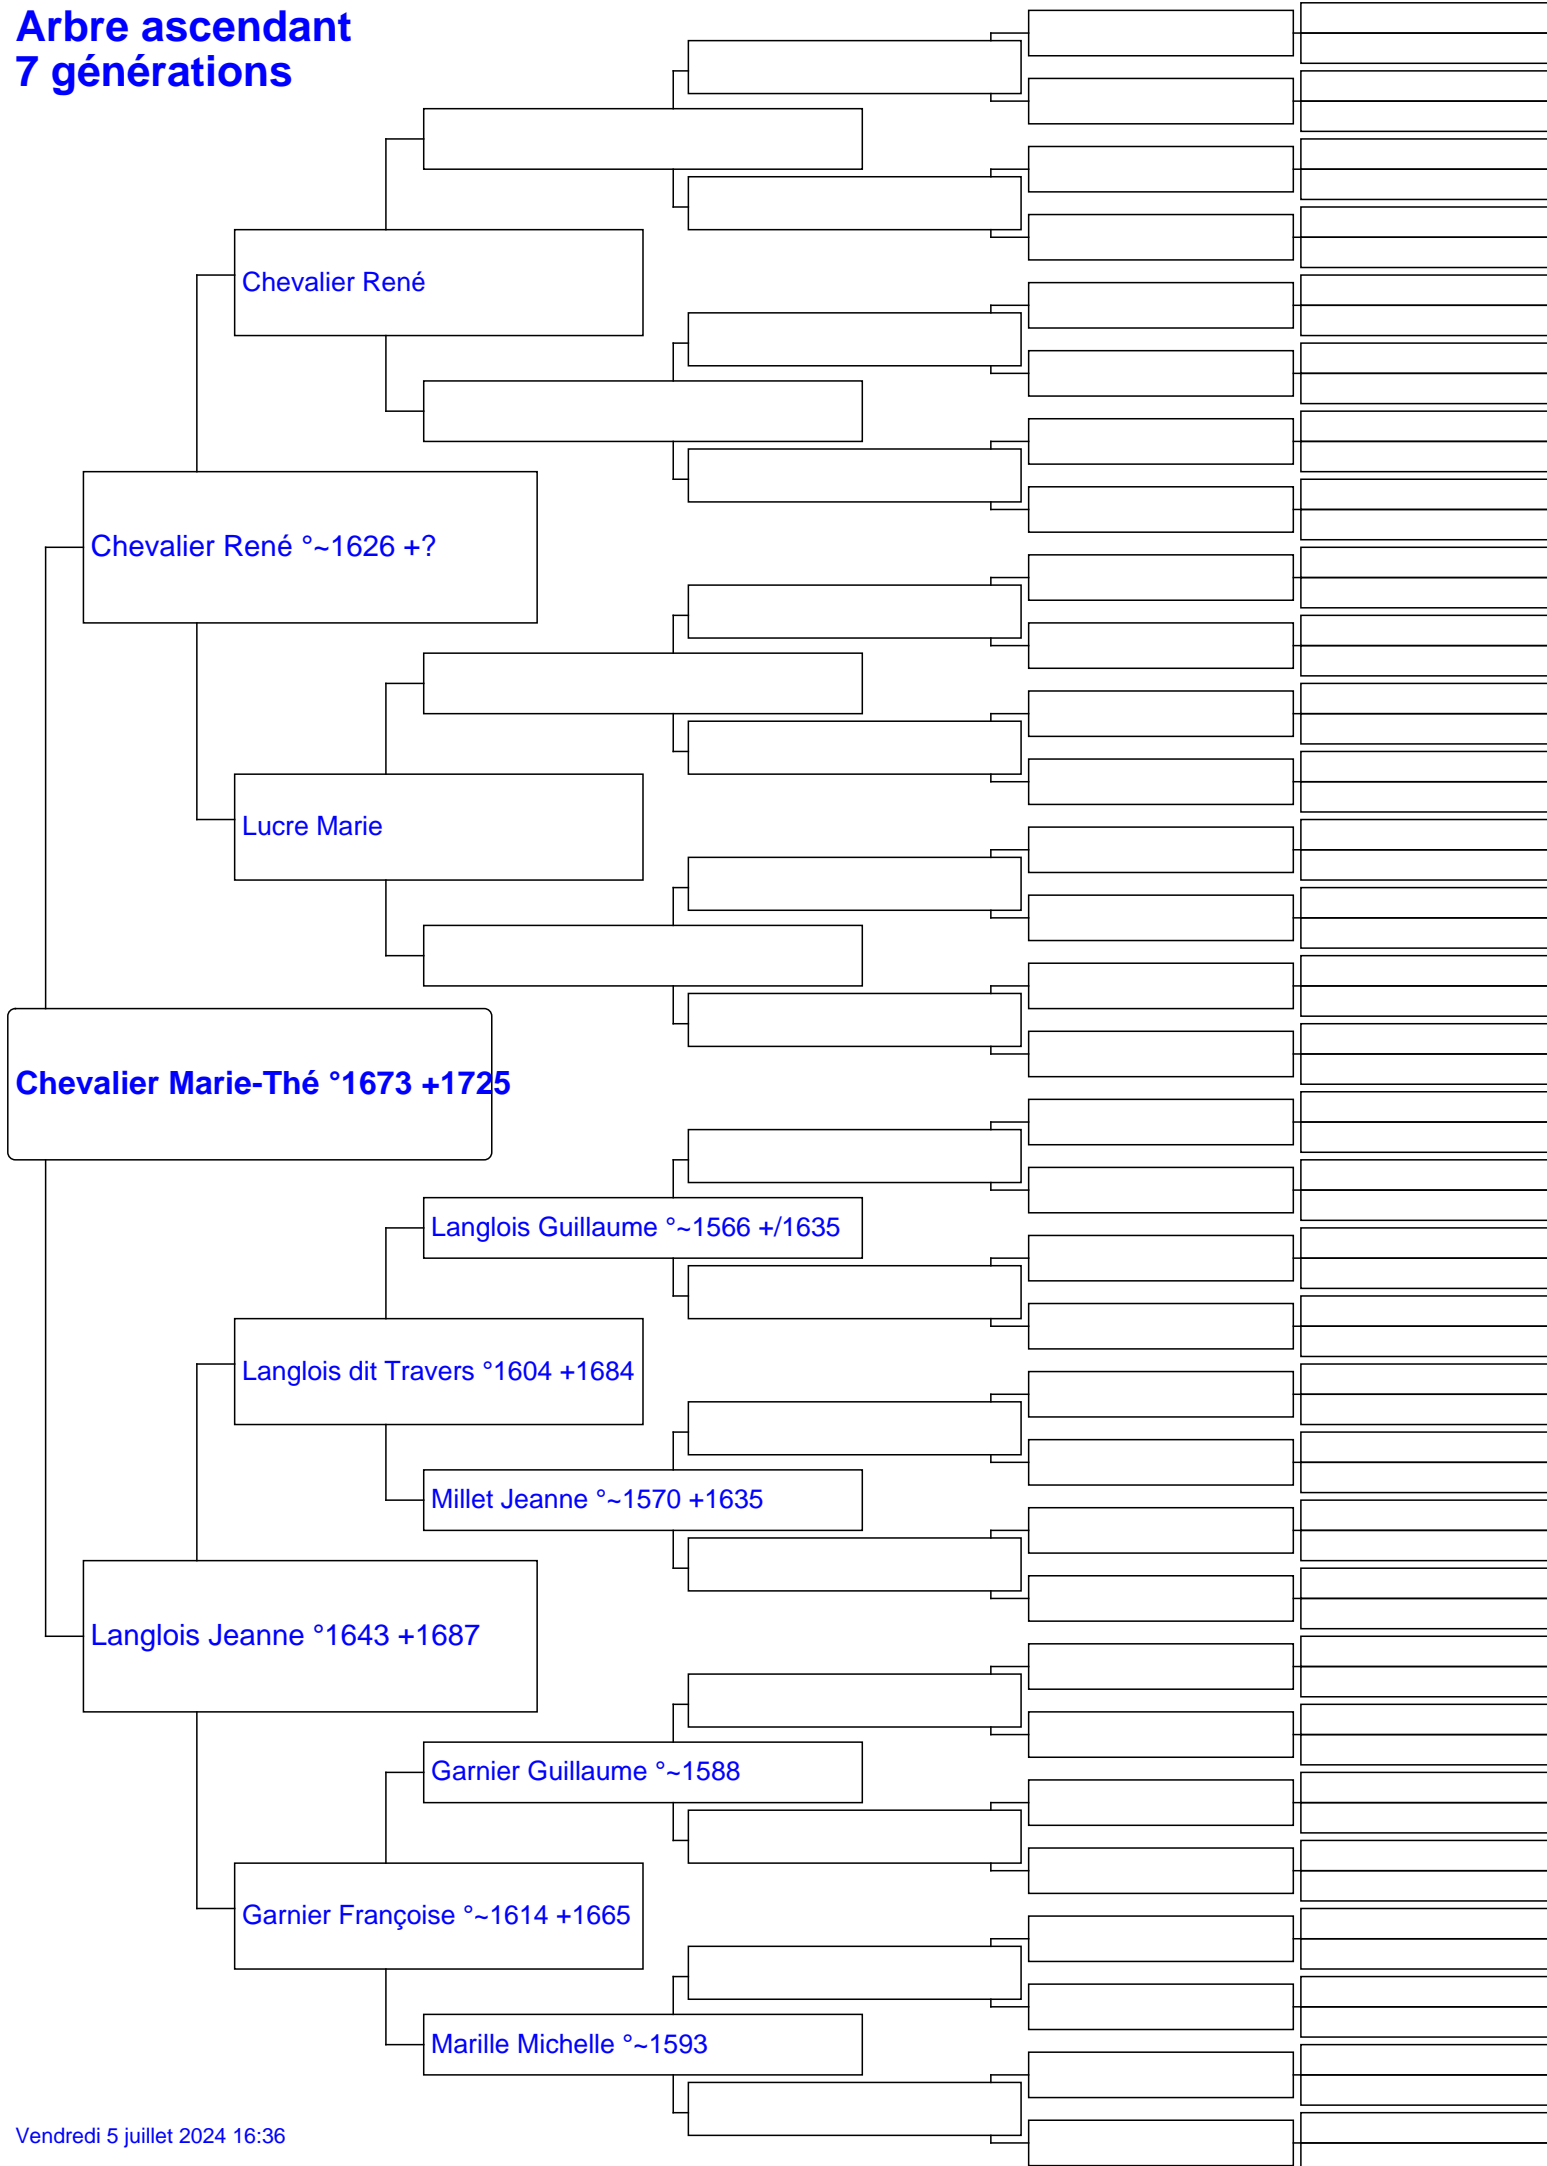 Arbre ascendant
7 générations
Chevalier René
Chevalier René °~1626 +?
Lucre Marie
Chevalier Marie-Thé °1673 +1725
Langlois Guillaume °~1566 +/1635
Langlois dit Travers °1604 +1684
Millet Jeanne °~1570 +1635
Langlois Jeanne °1643 +1687
Garnier Guillaume °~1588
Garnier Françoise °~1614 +1665
Marille Michelle °~1593
Vendredi 5 juillet 2024 16:36